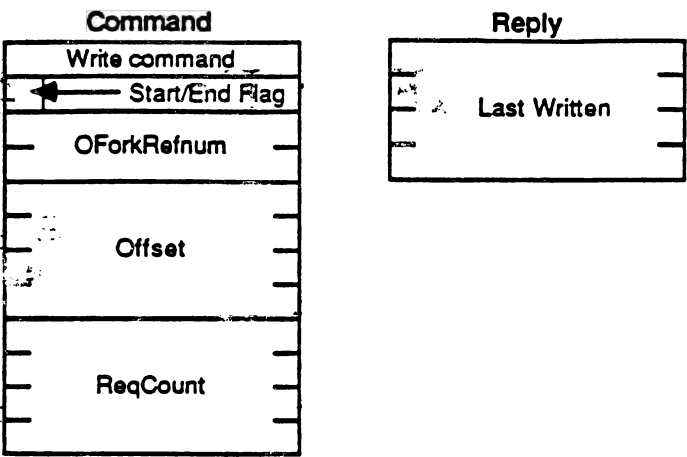 Command
Write command
Start/End Flag
OForkRefnum
Offset
ReqCount
Reply
Last Written